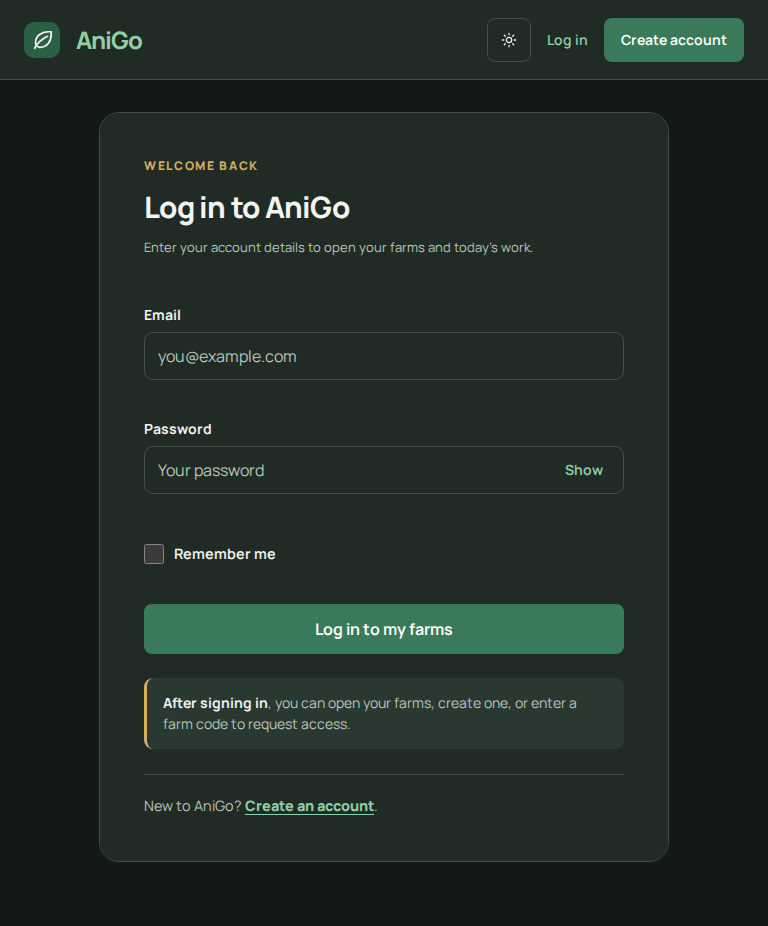 AniGo
Log in
Create account
WELCOME BACK
Log in to AniGo
Enter your account details to open your farms and today's work.
Email
you@example.com
Password
Your password
Show
Remember me
Log in to my farms
After signing in, you can open your farms, create one, or enter a
farm code to request access.
New to AniGo? Create an account.